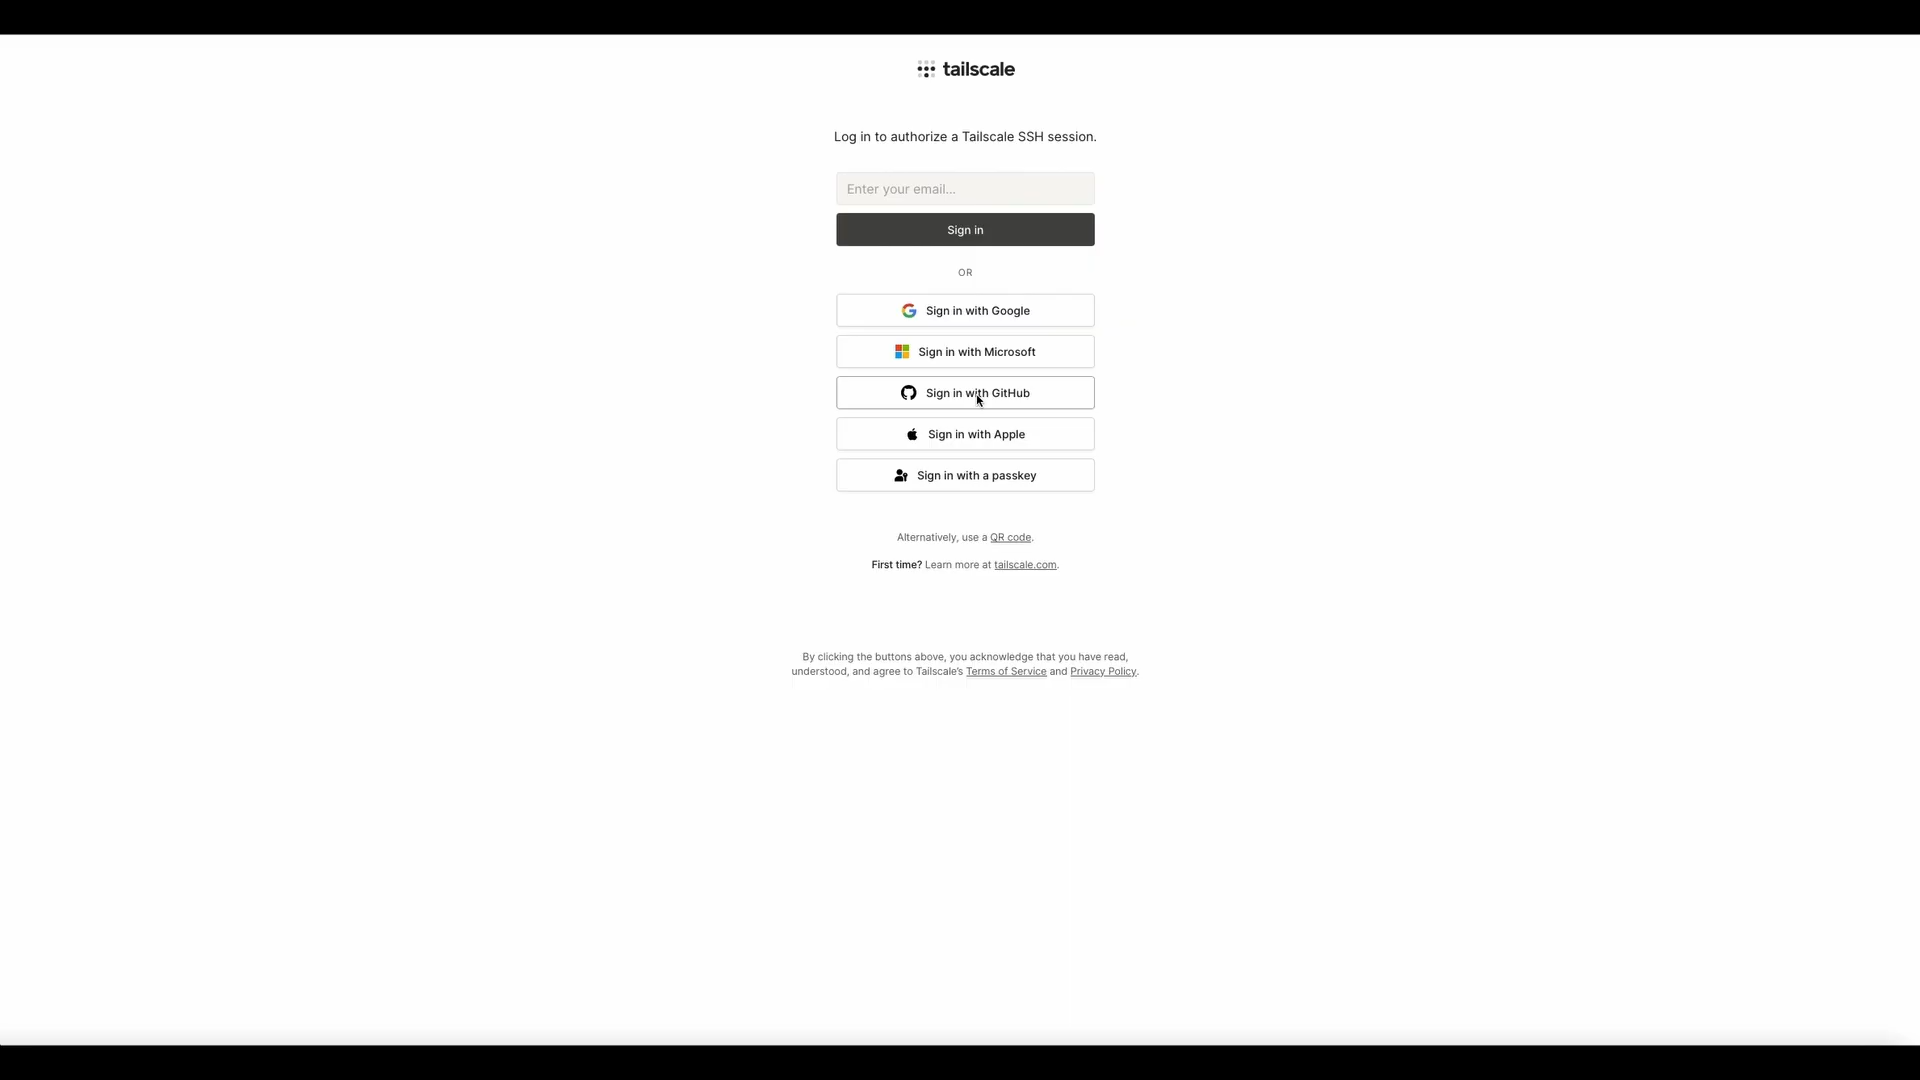 tailscale
Log in to authorize a Tailscale SSH session.
Enter your email...
Sign in
OR
Sign in with Google
Sign in with Microsoft
Sign in with GitHub
Sign in with Apple
Sign in with a passkey
Alternatively, use a QR code.
First time? Learn more at tailscale.com.
By clicking the buttons above, you acknowledge that you have read,
understood, and agree to Tailscale’s Terms of Service and Privacy Policy.